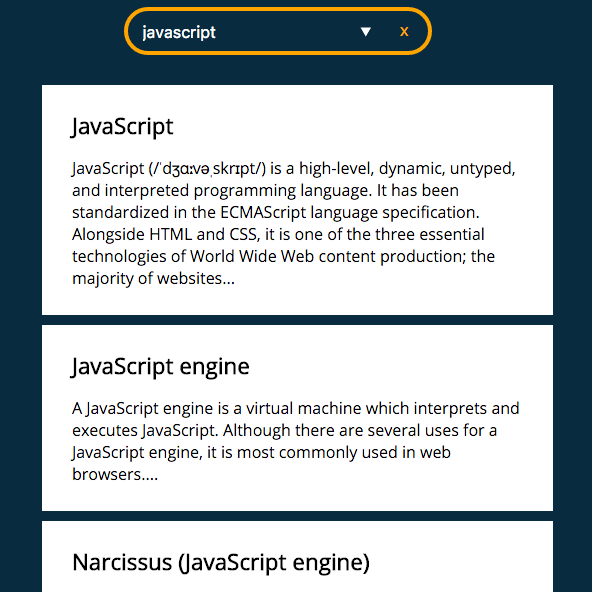 javascript ▼ x
JavaScript
JavaScript (/ˈdʒɑːvəˌskrɪpt/) is a high-level, dynamic, untyped,
and interpreted programming language. It has been
standardized in the ECMAScript language specification.
Alongside HTML and CSS, it is one of the three essential
technologies of World Wide Web content production; the
majority of websites...
JavaScript engine
A JavaScript engine is a virtual machine which interprets and
executes JavaScript. Although there are several uses for a
JavaScript engine, it is most commonly used in web
browsers....
Narcissus (JavaScript engine)